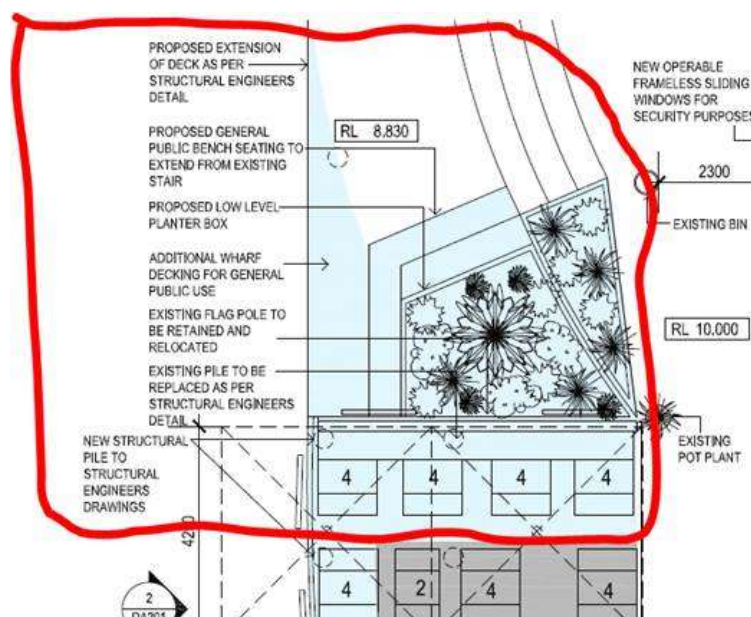 PROPOSED EXTENSION
OF DECK AS PER
STRUCTURAL ENGINEERS
DETAIL
RL 8.830
PROPOSED GENERAL
PUBLIC BENCH SEATING TO
EXTEND FROM EXISTING
STAIR
PROPOSED LOW LEVEL
PLANTER BOX
ADDITIONAL WHARF
DECKING FOR GENERAL
PUBLIC USE
EXISTING FLAG POLE TO
BE RETAINED AND
RELOCATED
EXISTING PILE TO BE
REPLACED AS PER
STRUCTURAL ENGINEERS
DETAIL
NEW STRUCTURAL
PILE TO
STRUCTURAL
ENGINEERS
DRAWINGS
NEW OPERABLE
FRAMELESS SLIDING
WINDOWS FOR
SECURITY PURPOSES
2300
EXISTING BIN
RL 10.000
EXISTING
POT PLANT
4 4 4 4
4 2 4 4
2